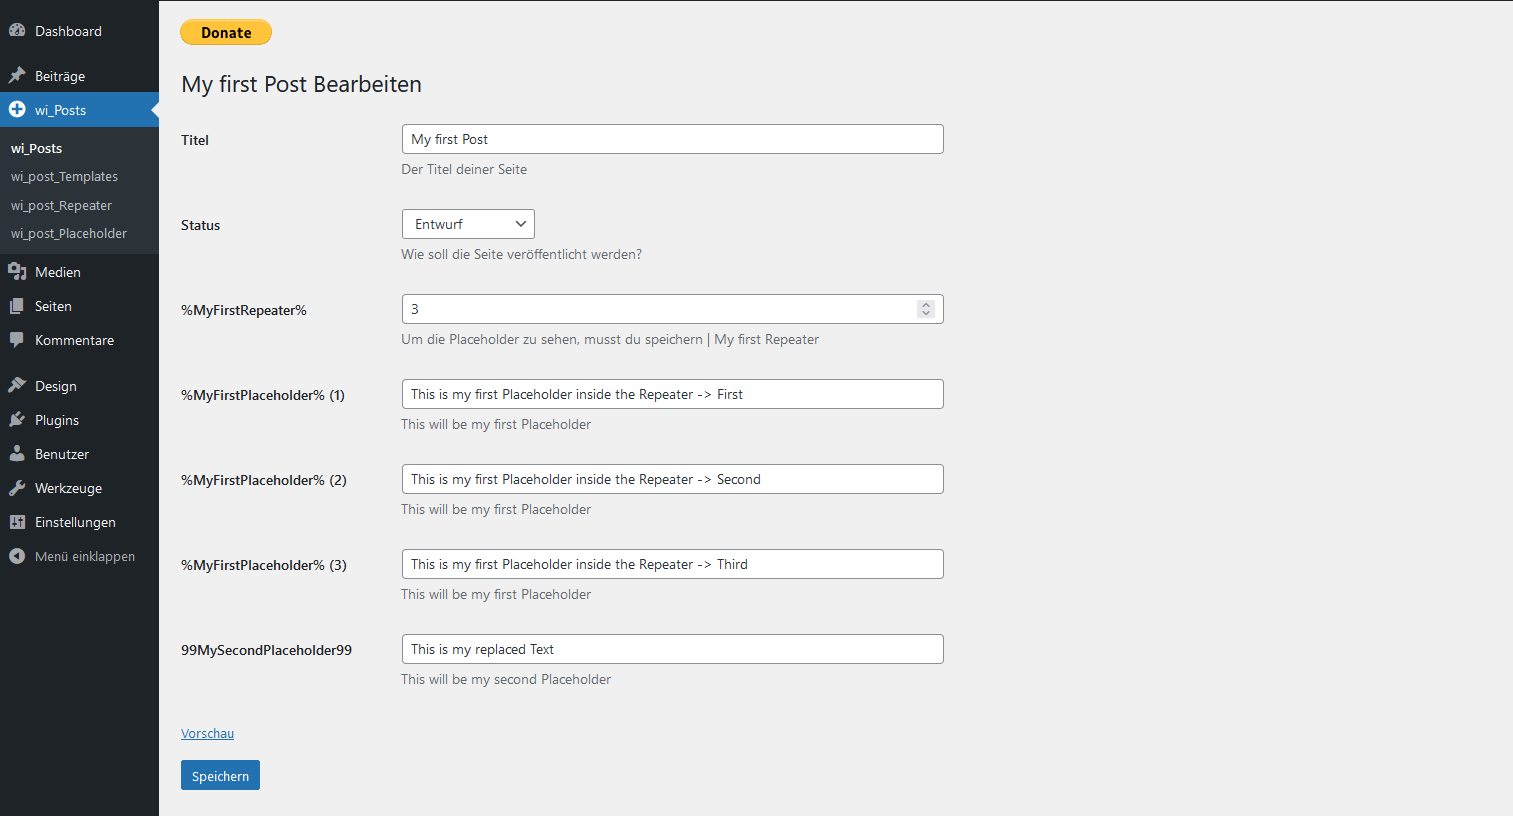 Dashboard
Beiträge
wi_Posts
wi_Posts
wi_post_Templates
wi_post_Repeater
wi_post_Placeholder
Medien
Seiten
Kommentare
Design
Plugins
Benutzer
Werkzeuge
Einstellungen
Menü einklappen
Donate
My first Post Bearbeiten
Titel
My first Post
Der Titel deiner Seite
Status
Entwurf
Wie soll die Seite veröffentlicht werden?
%MyFirstRepeater%
3
Um die Placeholder zu sehen, musst du speichern | My first Repeater
%MyFirstPlaceholder% (1)
This is my first Placeholder inside the Repeater -> First
This will be my first Placeholder
%MyFirstPlaceholder% (2)
This is my first Placeholder inside the Repeater -> Second
This will be my first Placeholder
%MyFirstPlaceholder% (3)
This is my first Placeholder inside the Repeater -> Third
This will be my first Placeholder
99MySecondPlaceholder99
This is my replaced Text
This will be my second Placeholder
Vorschau
Speichern